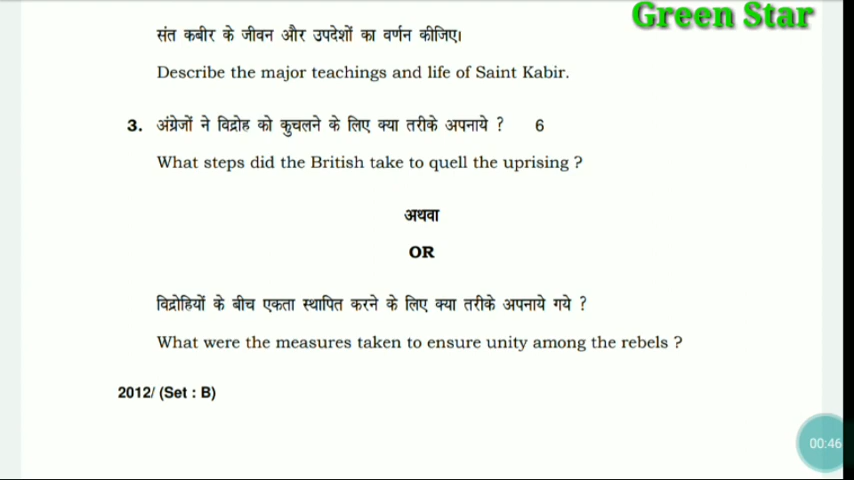 Green Star
संत कबीर के जीवन और उपदेशों का वर्णन कीजिए।
Describe the major teachings and life of Saint Kabir.
3. अंग्रेजों ने विद्रोह को कुचलने के लिए क्या तरीके अपनाये ? 6
What steps did the British take to quell the uprising ?
अथवा
OR
विद्रोहियों के बीच एकता स्थापित करने के लिए क्या तरीके अपनाये गये ?
What were the measures taken to ensure unity among the rebels ?
2012/ (Set : B)
00:46